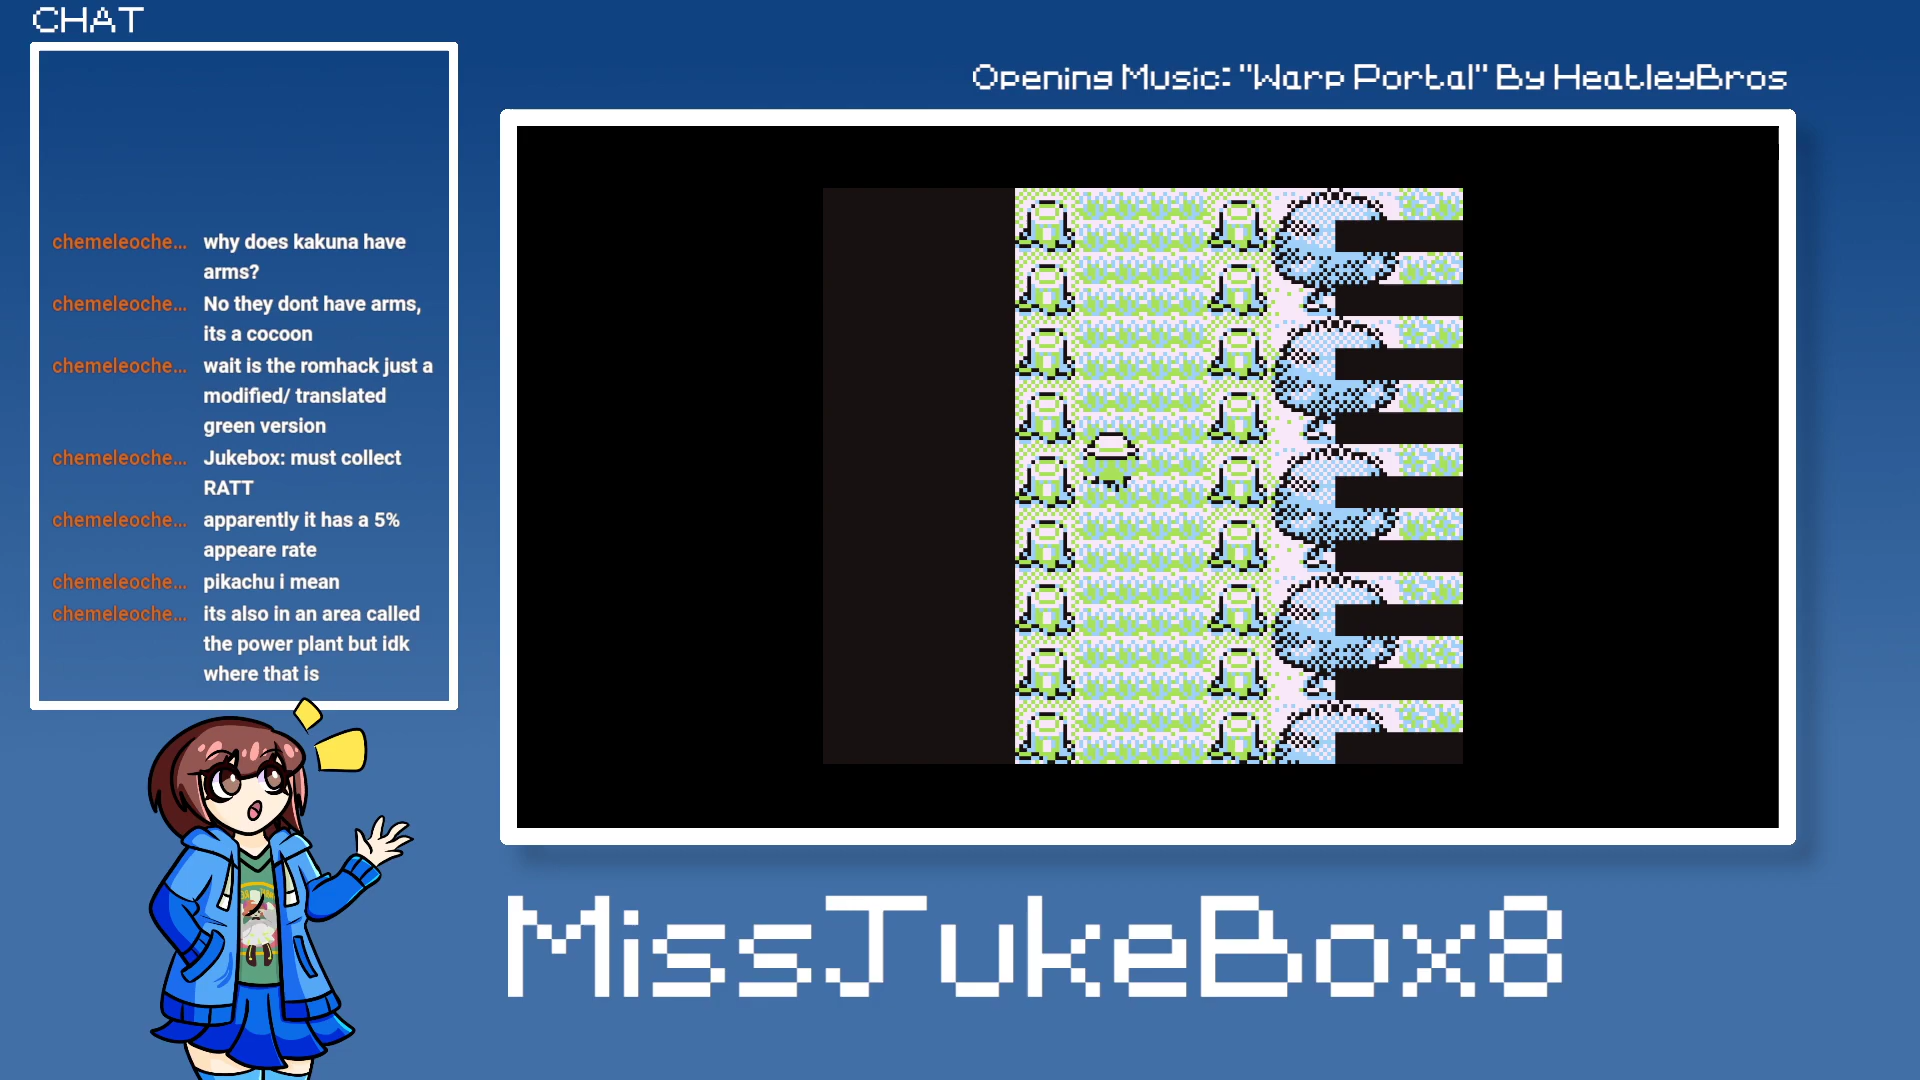 CHAT
Opening Music: "Warp Portal" By HeatleyBros
chemeleoche... why does kakuna have
arms?
chemeleoche... No they dont have arms,
its a cocoon
chemeleoche... wait is the romhack just a
modified/ translated
green version
chemeleoche... Jukebox: must collect
RATT
chemeleoche... apparently it has a 5%
appeare rate
chemeleoche... pikachu i mean
chemeleoche... its also in an area called
the power plant but idk
where that is
MissJukeBox8